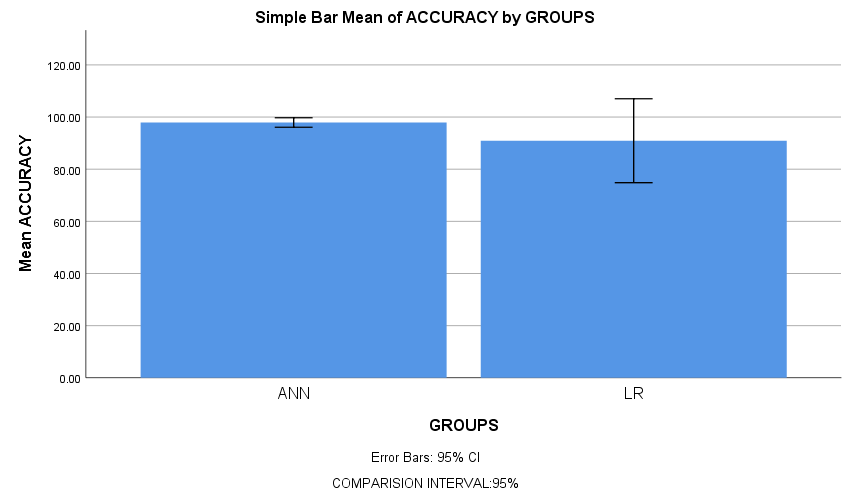 Simple Bar Mean of ACCURACY by GROUPS
Mean ACCURACY
120.00
100.00
80.00
60.00
40.00
20.00
0.00
ANN LR
GROUPS
Error Bars: 95% CI
COMPARISION INTERVAL:95%